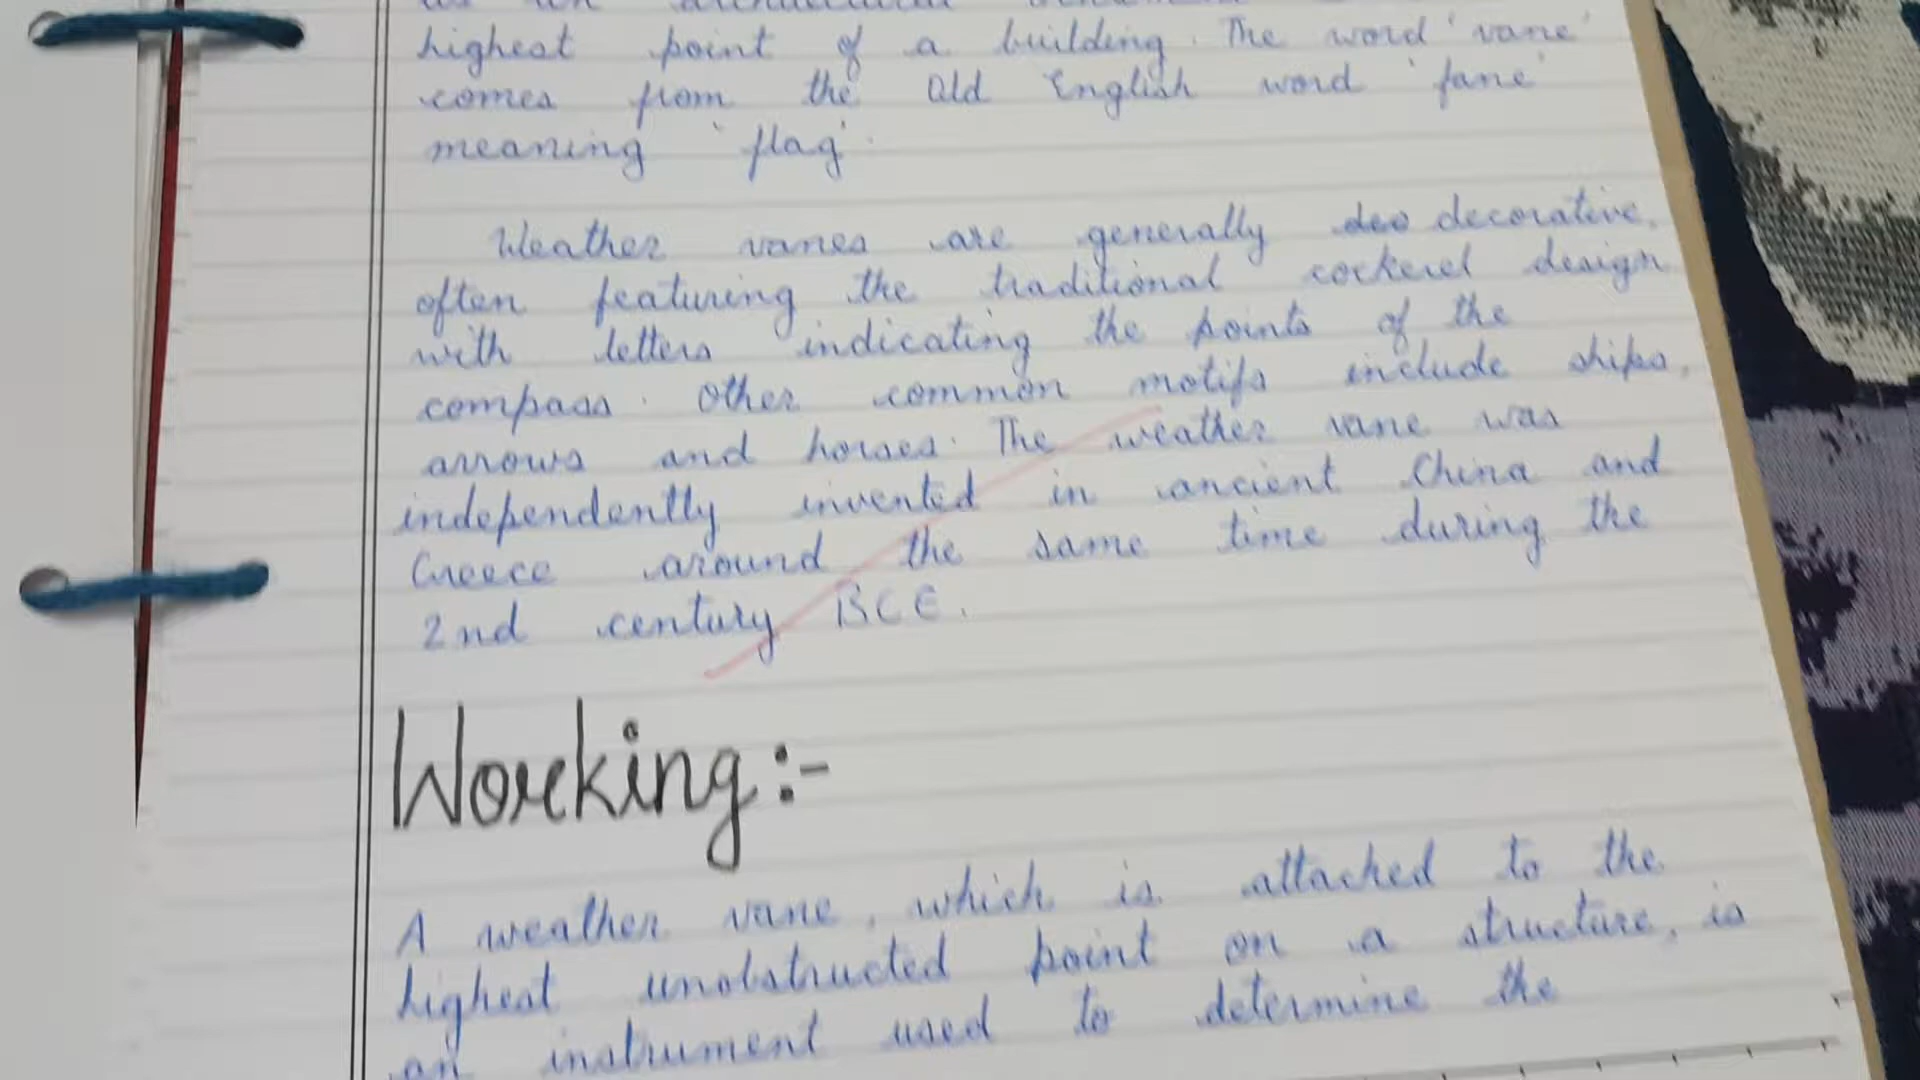 highest point of a building. The word 'vane'
comes from the Old English word 'fane'
meaning 'flag'.
Weather vanes are generally deo decorative,
often featuring the traditional cockerel design
with letters indicating the points of the
compass. Other common motifs include ships,
arrows and horses. The weather vane was
independently invented in ancient China and
Greece around the same time during the
2nd century BCE.
Working:-
A weather vane, which is attached to the
highest unobstructed point on a structure, is
an instrument used to determine the